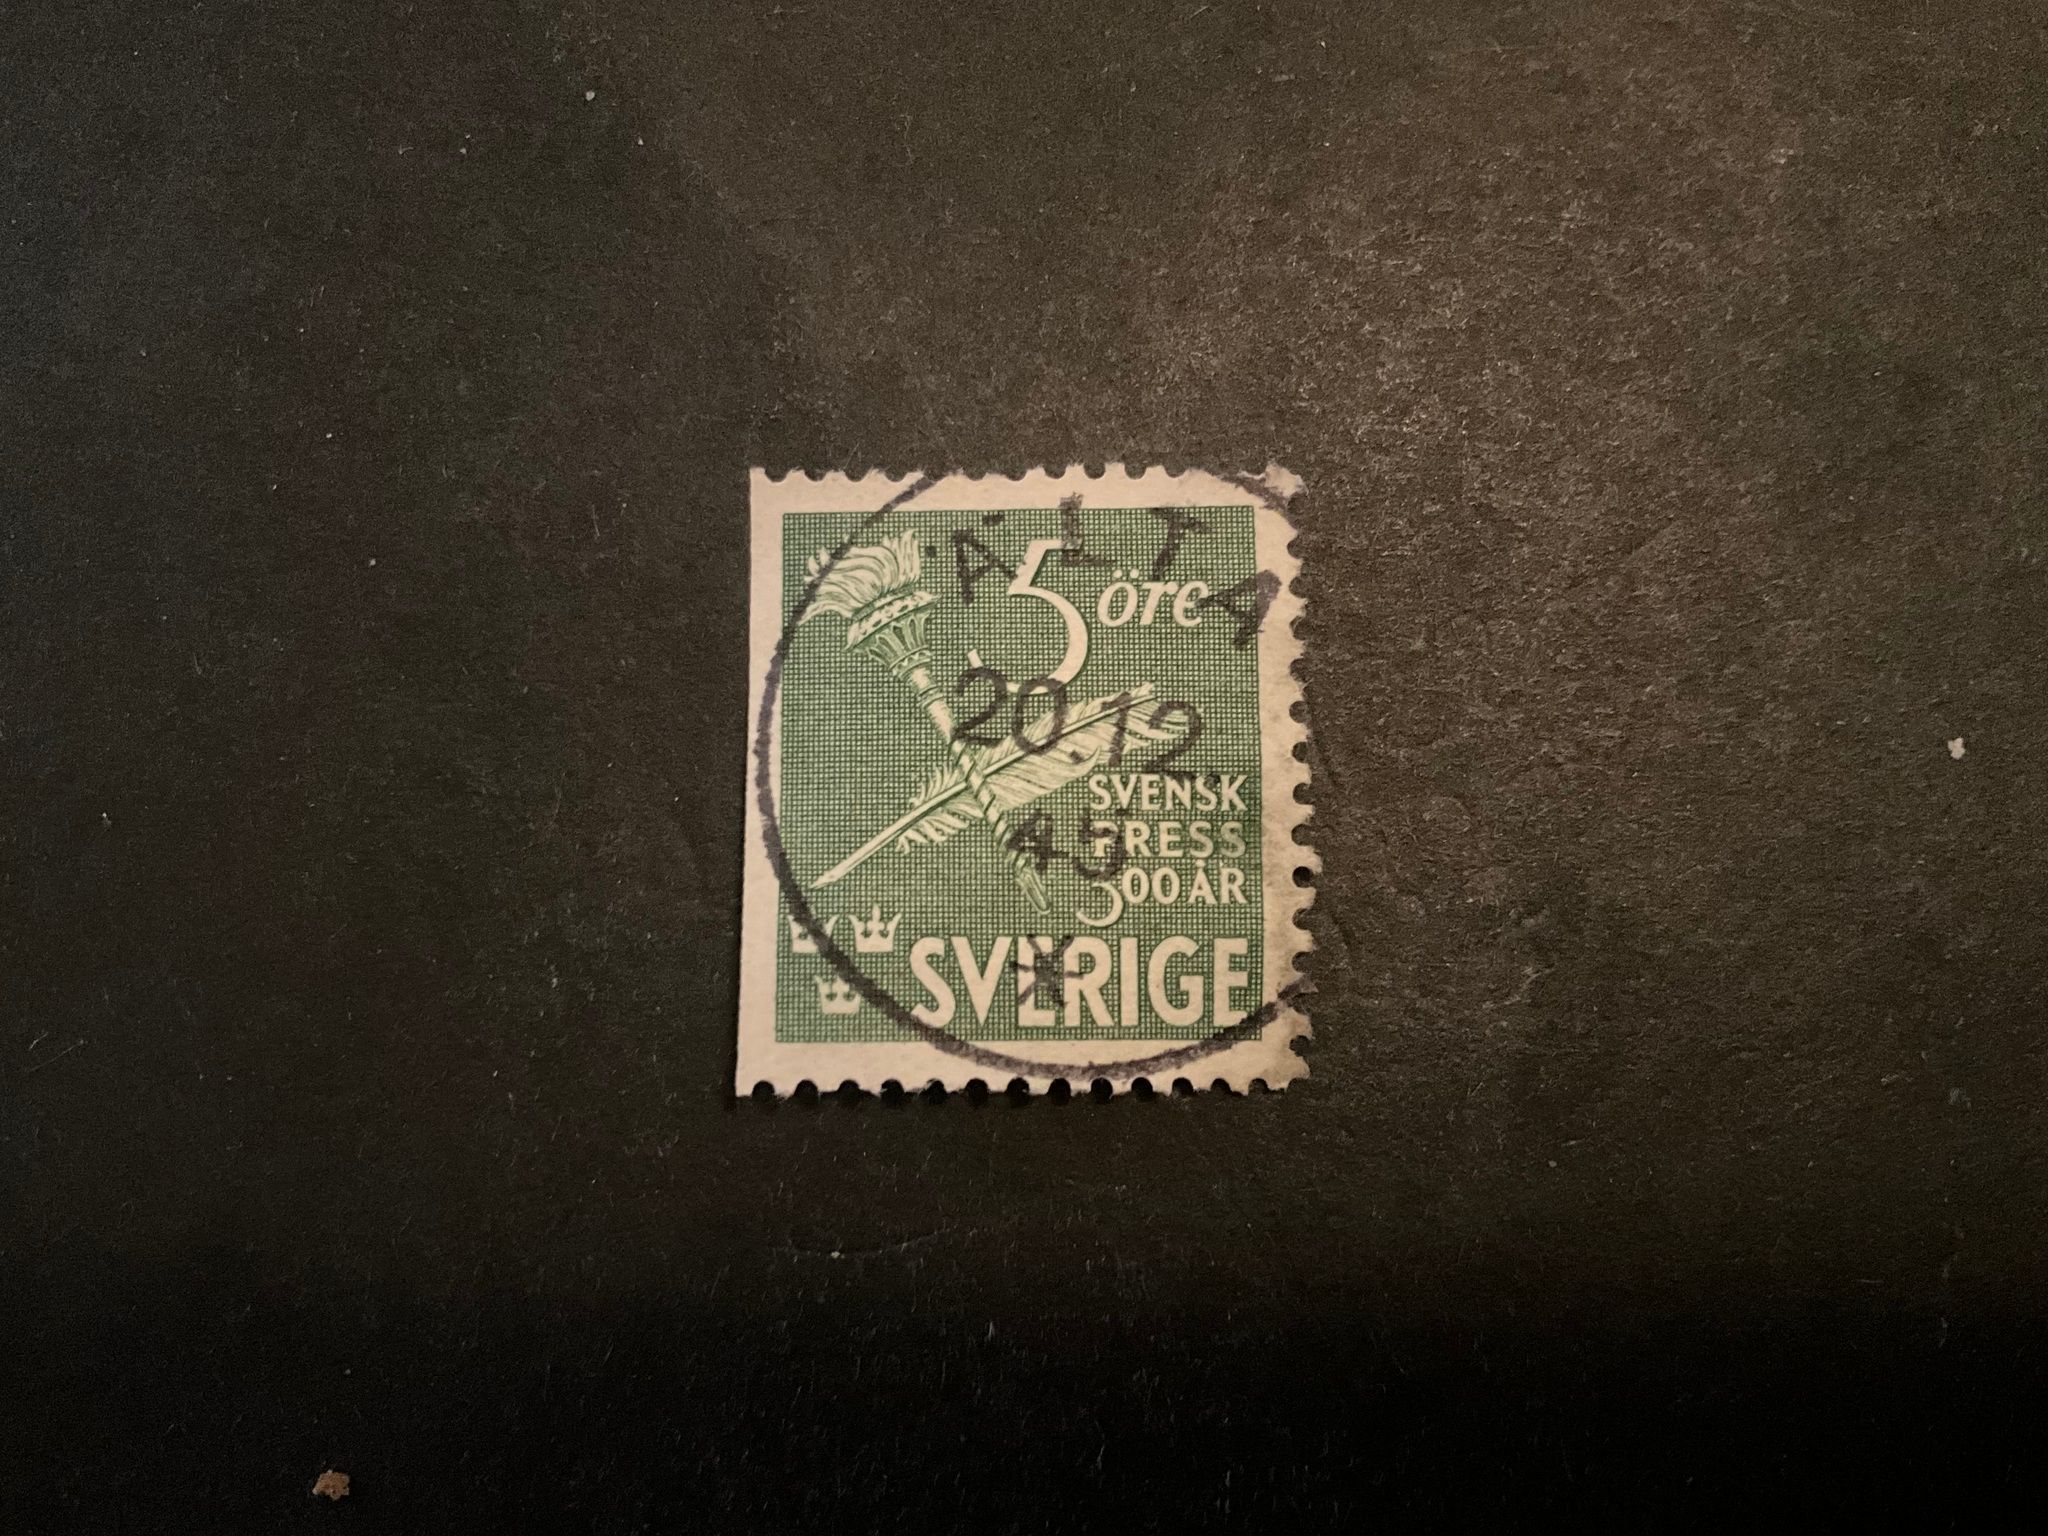 5 öre
SVENSK
PRESS
300 ÅR
SVERIGE
ÄLTA
20.12
45